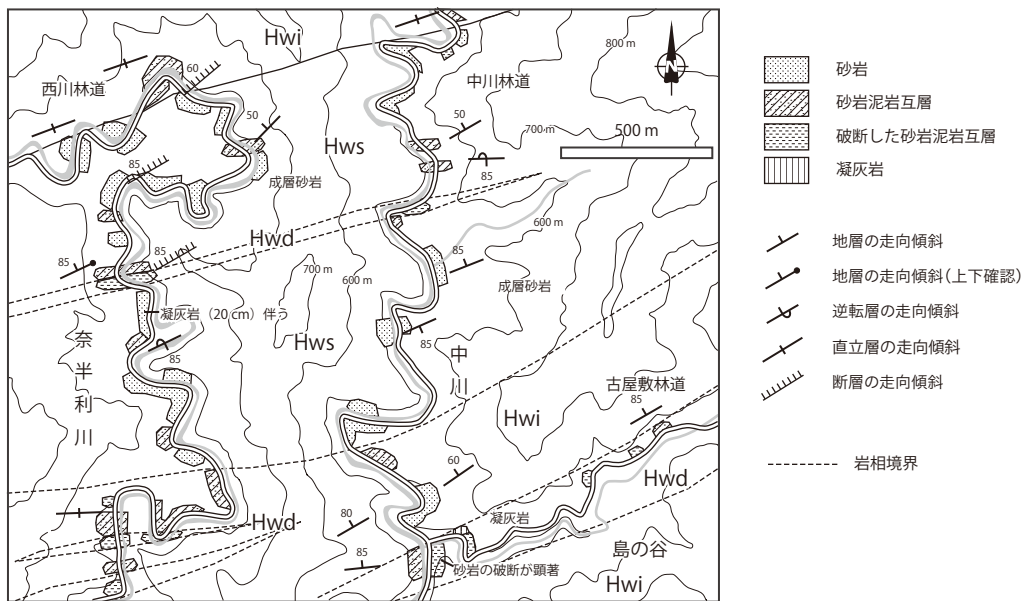 Hwi
800 m
N
60
西川林道
中川林道
50
50
700 m
500 m
Hws
85
85
成層砂岩
600 m
Hwd
85
85
85
700 m
600 m
成層砂岩
凝灰岩（20 cm）伴う
Hws
85
85
奈半利川
中川
古屋敷林道
85
Hwi
60
Hwd
凝灰岩
Hwd
80
島の谷
85
砂岩の破断が顕著
Hwi
砂岩
砂岩泥岩互層
破断した砂岩泥岩互層
凝灰岩
地層の走向傾斜
地層の走向傾斜（上下確認）
逆転層の走向傾斜
直立層の走向傾斜
断層の走向傾斜
岩相境界